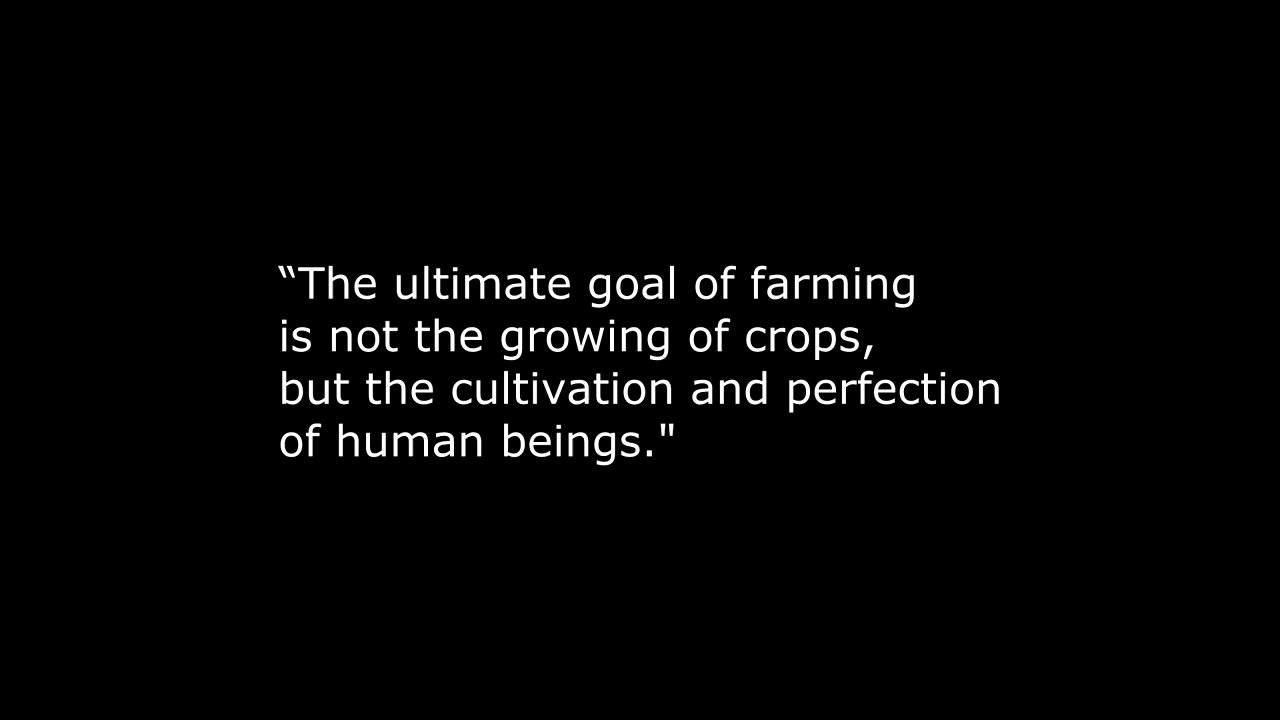 “The ultimate goal of farming
is not the growing of crops,
but the cultivation and perfection
of human beings."